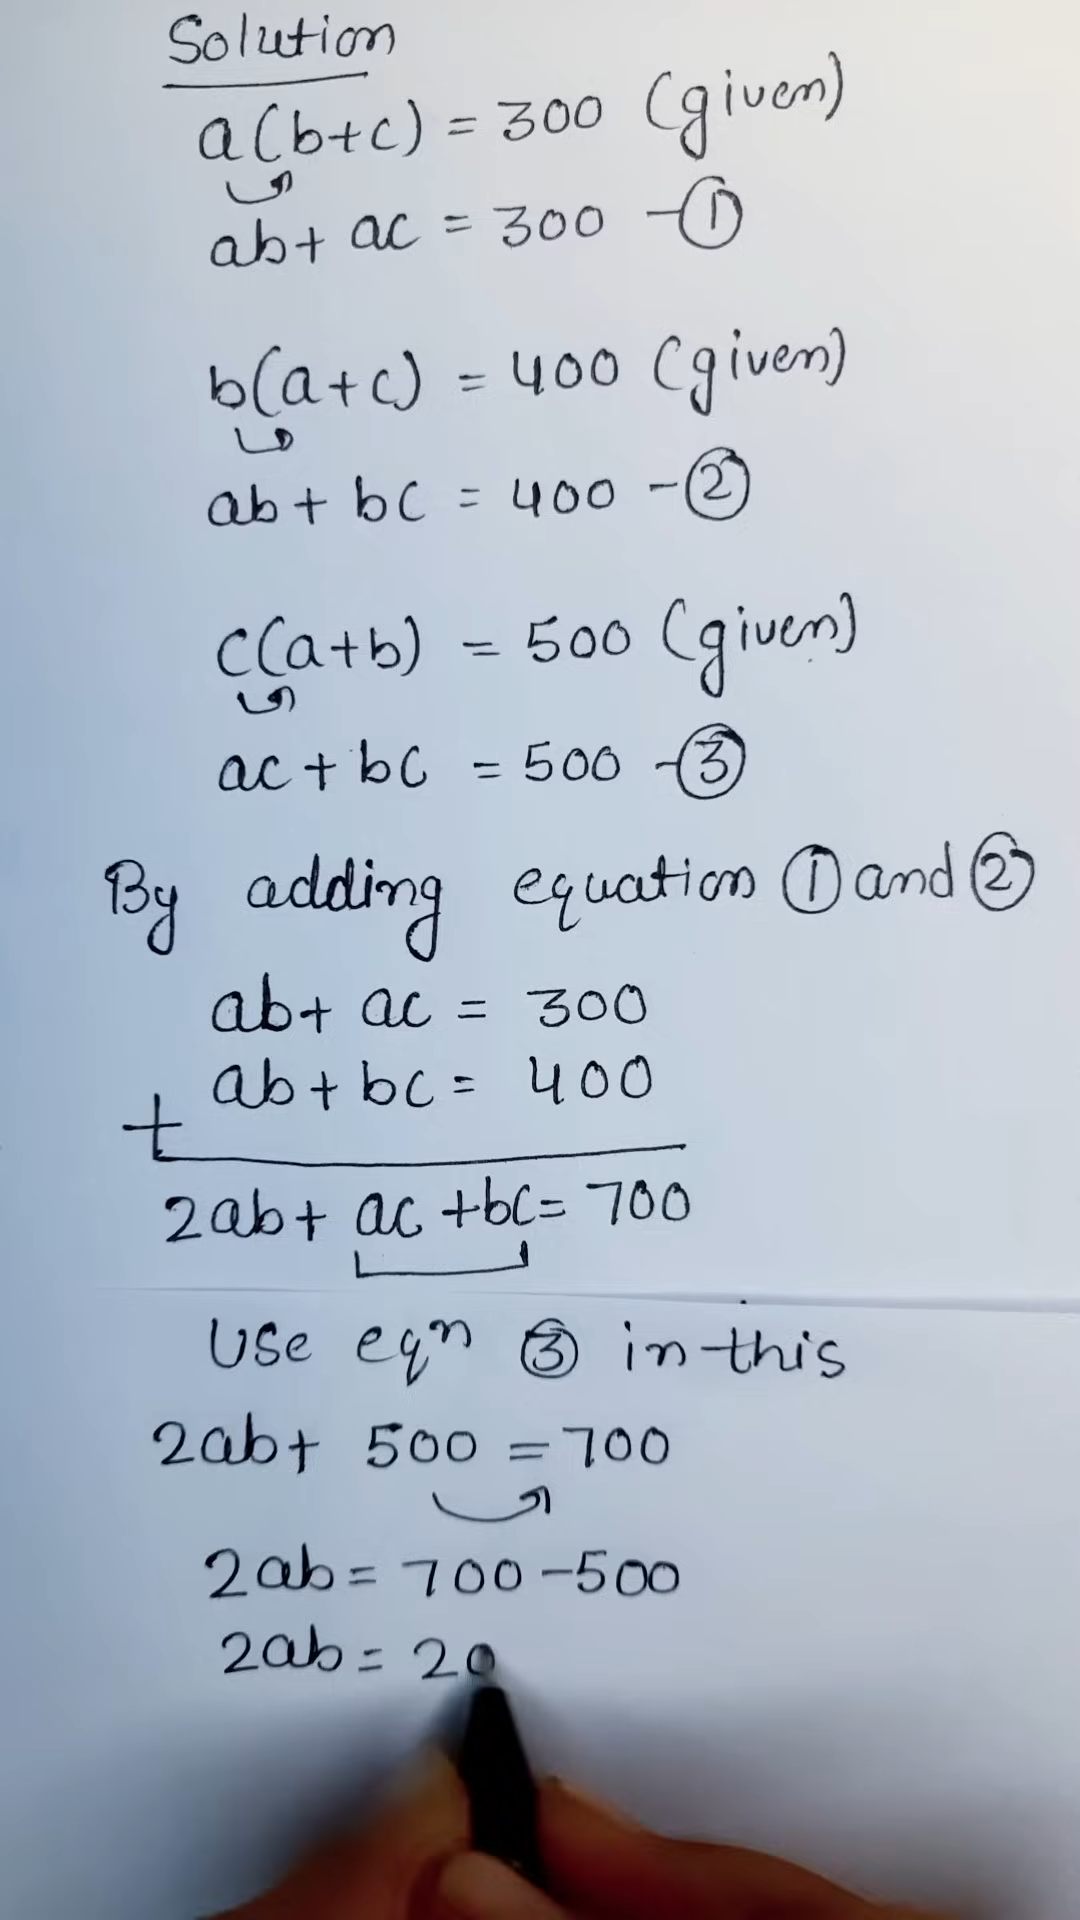 Solution
a(b+c) = 300 (given)
ab+ ac = 300 -①
b(a+c) = 400 (given)
ab + bc = 400 -②
c(a+b) = 500 (given)
ac + bc = 500 -③
By adding equation ① and ②
ab+ ac = 300
ab + bc = 400
+
2ab+ ac +bc= 700
Use eqn ③ in this
2ab+ 500 = 700
2ab = 700 -500
2ab = 20